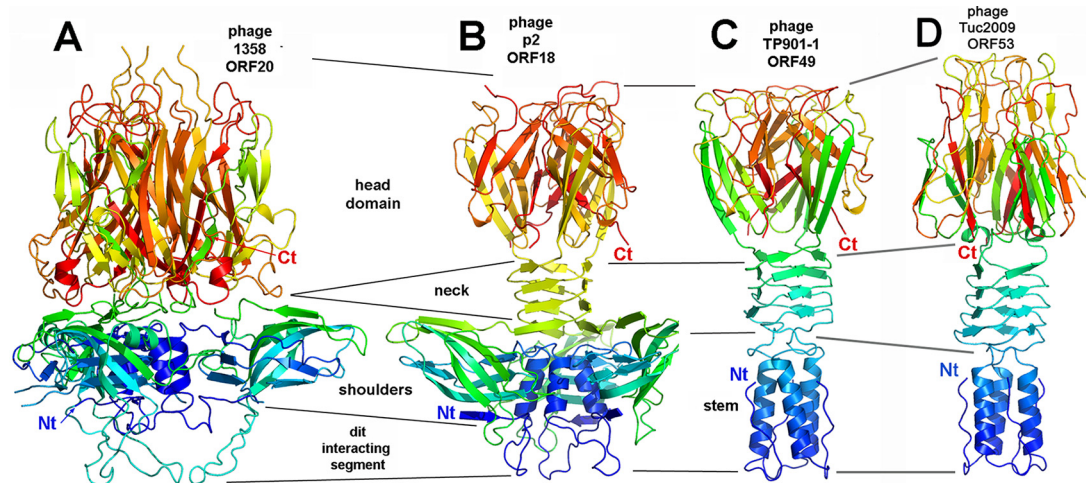 A
phage
1358
ORF20
B
phage
p2
ORF18
C
phage
TP901-1
ORF49
D
phage
Tuc2009
ORF53
head
domain
Ct
Ct
Ct
Ct
neck
shoulders
Nt
Nt
Nt
Nt
stem
dit
interacting
segment